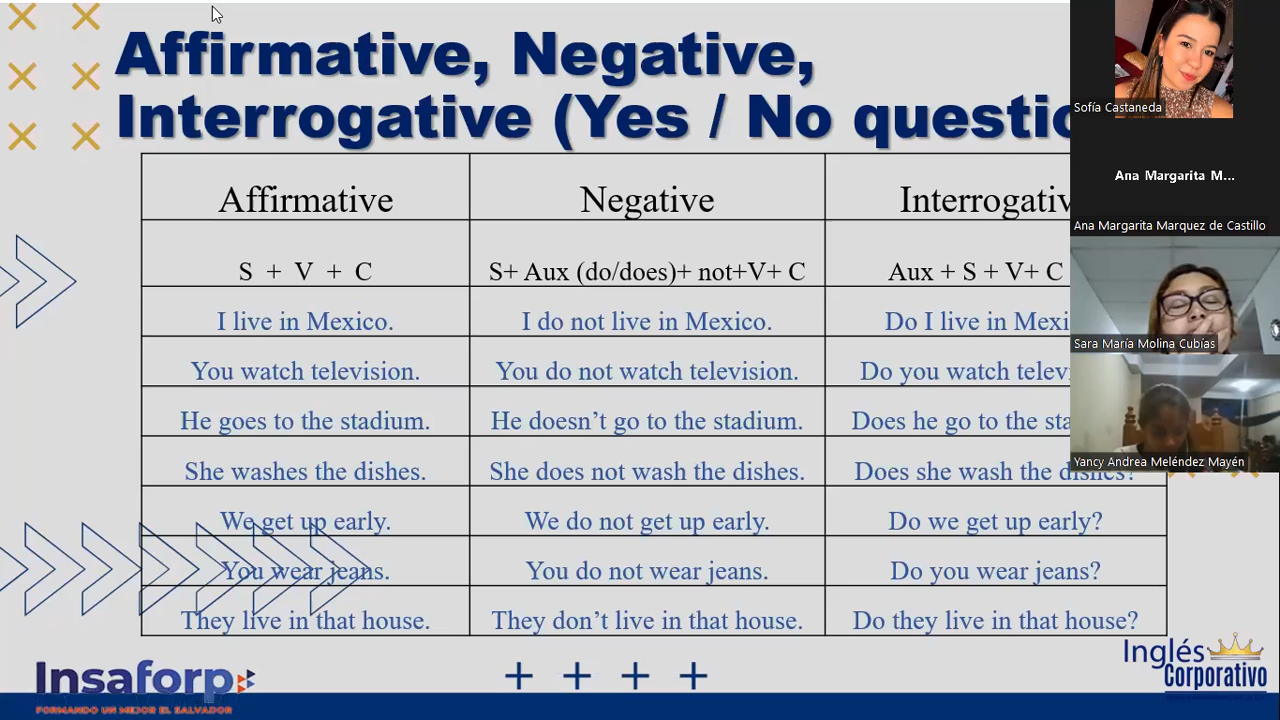 Affirmative, Negative,
Interrogative (Yes / No questio
Affirmative Negative Interrogativ
S + V + C S+ Aux (do/does)+ not+V+ C Aux + S + V+ C
I live in Mexico. I do not live in Mexico. Do I live in Mexi
You watch television. You do not watch television. Do you watch telev
He goes to the stadium. He doesn’t go to the stadium. Does he go to the sta
She washes the dishes. She does not wash the dishes. Does she wash the dishes?
We get up early. We do not get up early. Do we get up early?
You wear jeans. You do not wear jeans. Do you wear jeans?
They live in that house. They don’t live in that house. Do they live in that house?
Insaforp
FORMANDO UN MEJOR EL SALVADOR
Inglés
Corporativo
Sofía Castaneda
Ana Margarita M...
Ana Margarita Marquez de Castillo
Sara María Molina Cubías
Yancy Andrea Meléndez Mayén